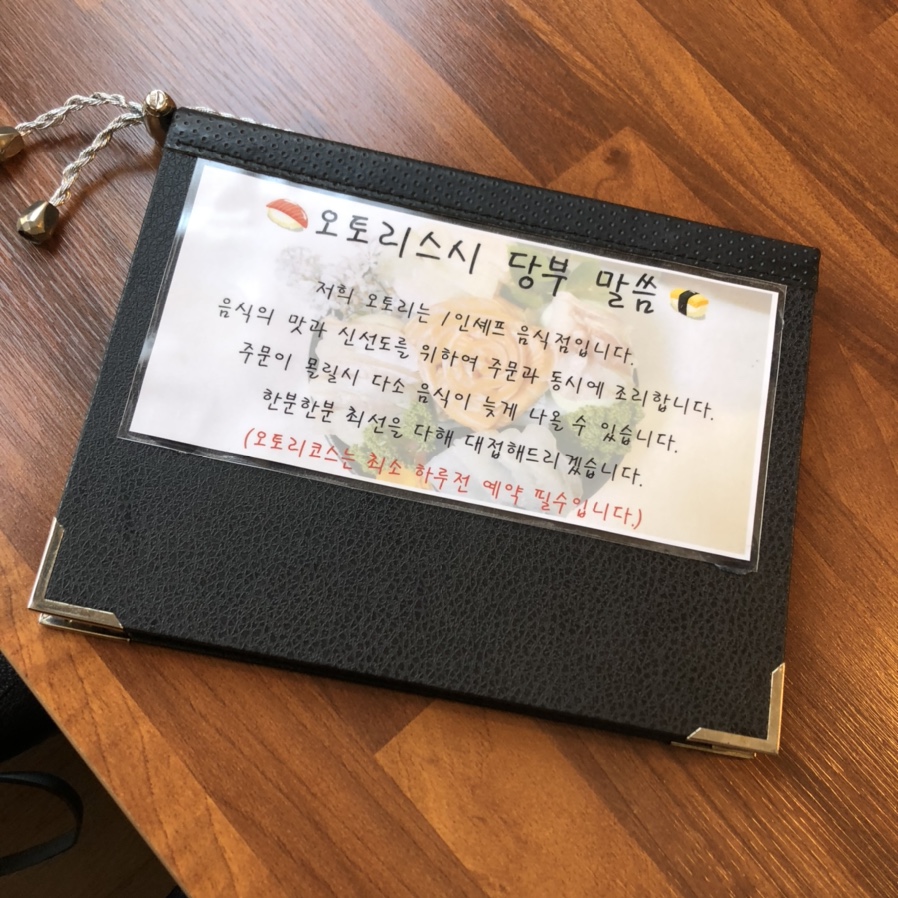 오토리스시 당부 말씀
저희 오토리는 1인셰프 음식점입니다.
음식의 맛과 신선도를 위하여 주문과 동시에 조리합니다.
주문이 몰릴시 다소 음식이 늦게 나올 수 있습니다.
한분한분 최선을 다해 대접해드리겠습니다.
(오토리코스는 최소 하루전 예약 필수입니다.)